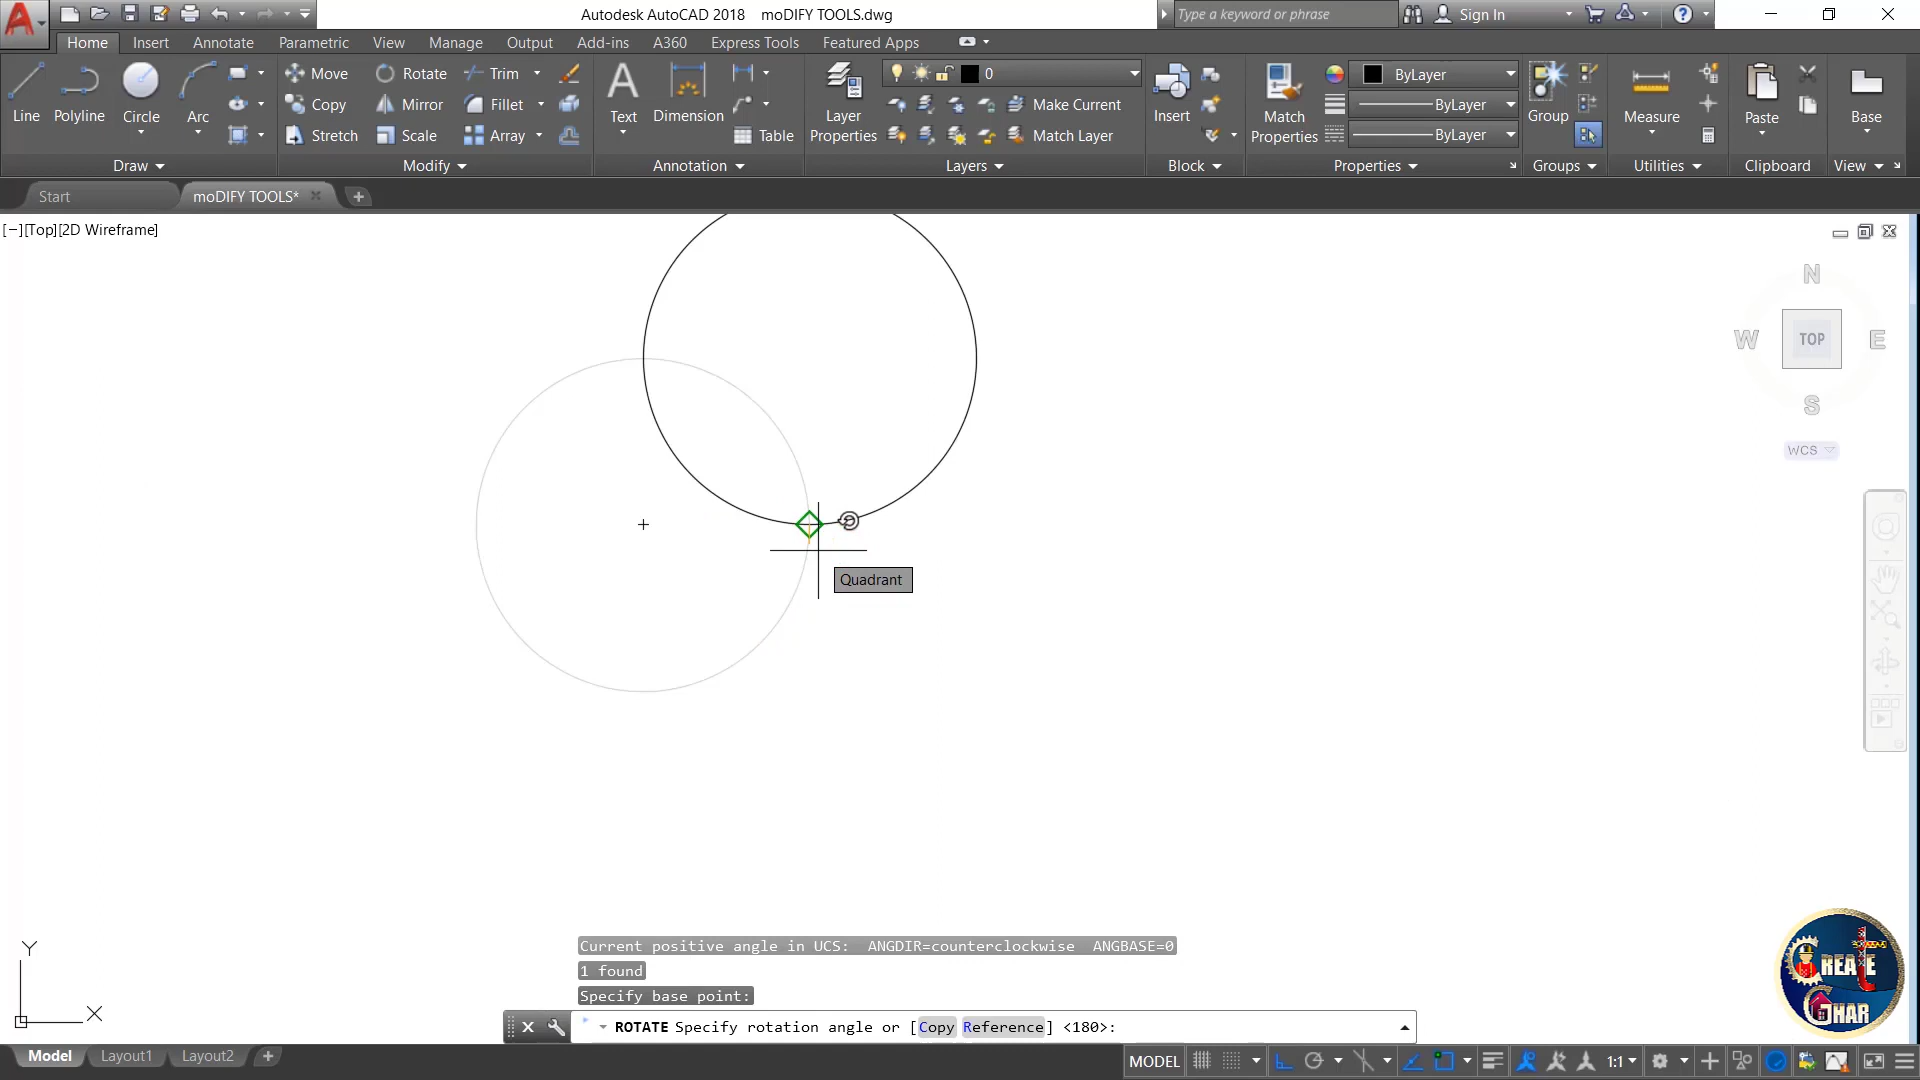 Autodesk AutoCAD 2018 moDIFY TOOLS.dwg
Type a keyword or phrase
Sign In
Home Insert Annotate Parametric View Manage Output Add-ins A360 Express Tools Featured Apps
Line Polyline Circle Arc
Move Rotate Trim
Copy Mirror Fillet
Stretch Scale Array
Text Dimension Table
Layer Properties
0
Make Current
Match Layer
Insert
Match Properties
ByLayer
ByLayer
ByLayer
Group Measure Paste Base
Draw Modify Annotation Layers Block Properties Groups Utilities Clipboard View
Start moDIFY TOOLS*
[−][Top][2D Wireframe]
N
W TOP E
S
WCS
Quadrant
Y
X
Current positive angle in UCS: ANGDIR=counterclockwise ANGBASE=0
1 found
Specify base point:
ROTATE Specify rotation angle or [Copy Reference] <180>:
CREATE
GHAR
Model Layout1 Layout2
MODEL 1:1